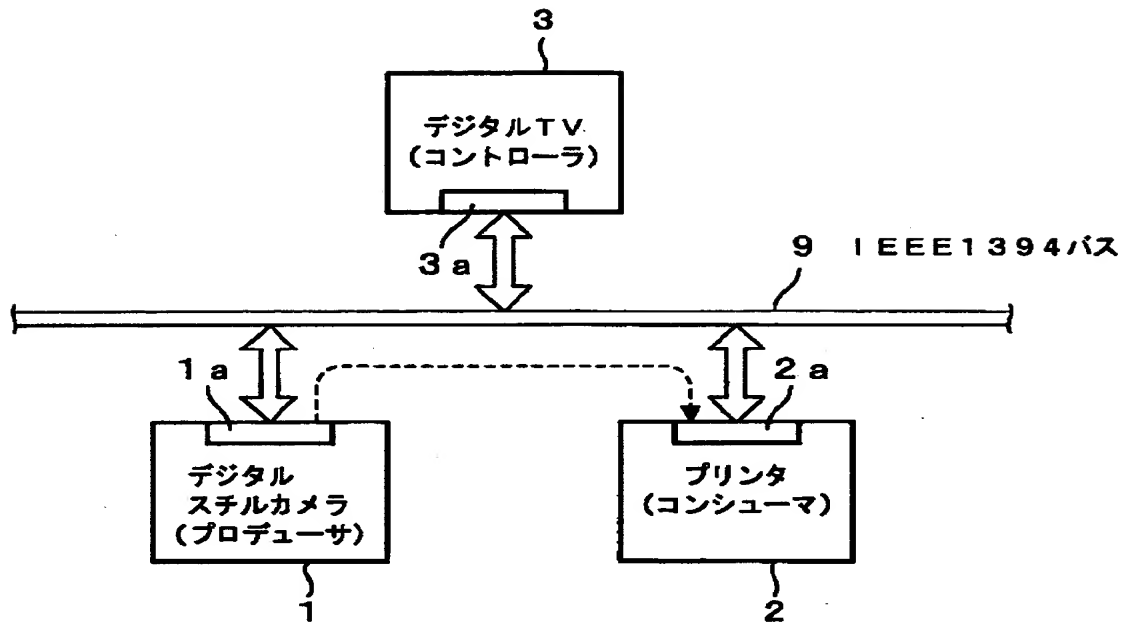 3
デジタルTV
(コントローラ)
3a
9 IEEE1394バス
1a
2a
デジタル
スチルカメラ
(プロデューサ)
プリンタ
(コンシューマ)
1
2